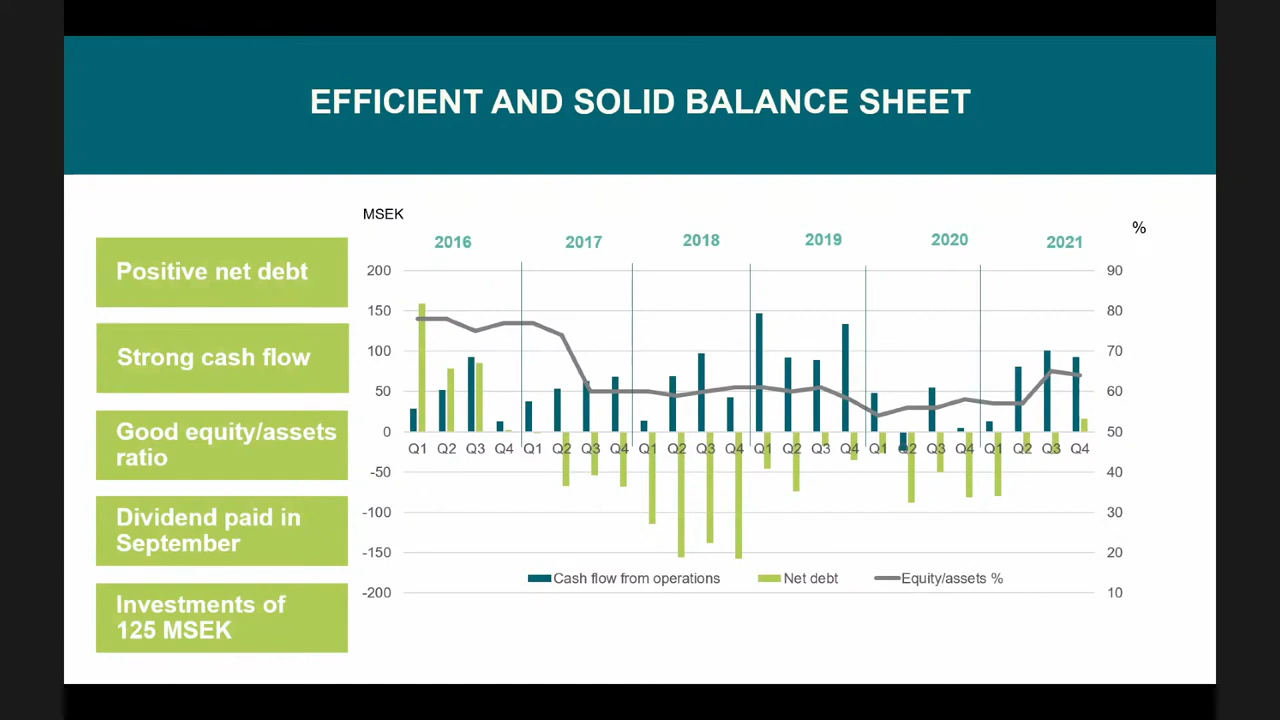 EFFICIENT AND SOLID BALANCE SHEET
Positive net debt
Strong cash flow
Good equity/assets
ratio
Dividend paid in
September
Investments of
125 MSEK
MSEK
%
2016 2017 2018 2019 2020 2021
200 90
150 80
100 70
50 60
0 50
Q1 Q2 Q3 Q4 Q1 Q2 Q3 Q4 Q1 Q2 Q3 Q4 Q1 Q2 Q3 Q4 Q1 Q2 Q3 Q4 Q1 Q2 Q3 Q4
-50 40
-100 30
-150 20
Cash flow from operations Net debt Equity/assets %
-200 10